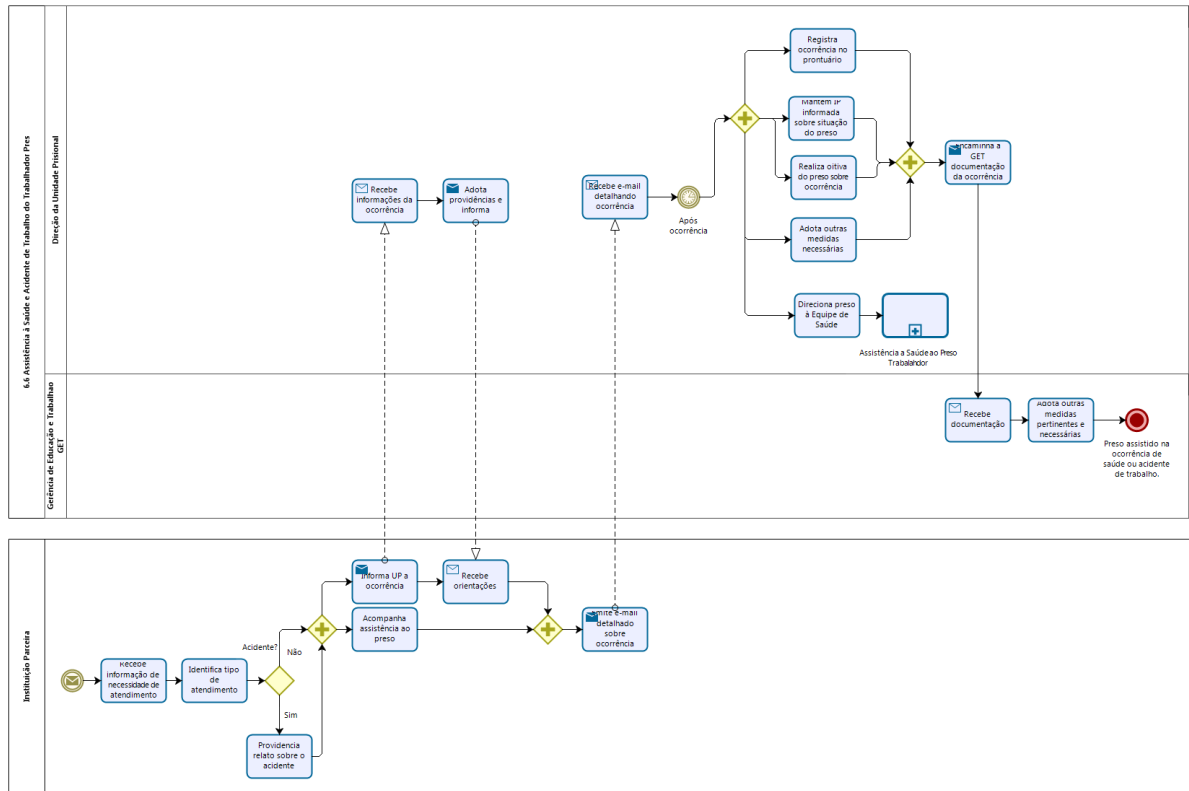 6.6 Assistência à Saúde e Acidente de Trabalho do Trabalhador Pres
Direção da Unidade Prisional
Registra
ocorrência no
prontuário
Mantém IP
informada
sobre situação
do preso
Realiza oitiva
do preso sobre
ocorrência
Encaminha a
GET
documentação
da ocorrência
Recebe
informações da
ocorrência
Adota
providências e
informa
Recebe e-mail
detalhando
ocorrência
Após
ocorrência
Adota outras
medidas
necessárias
Direciona preso
à Equipe de
Saúde
Assistência a Saúde ao Preso
Trabalahdor
Gerência de Educação e Trabalhao
GET
Recebe
documentação
Adota outras
medidas
pertinentes e
necessárias
Preso assistido na
ocorrência de
saúde ou acidente
de trabalho.
Instituição Parceira
Informa UP a
ocorrência
Recebe
orientações
Acompanha
assistência ao
preso
Emite e-mail
detalhado
sobre
ocorrência
Acidente?
Não
Recebe
informação de
necessidade de
atendimento
Identifica tipo
de
atendimento
Sim
Providencia
relato sobre o
acidente